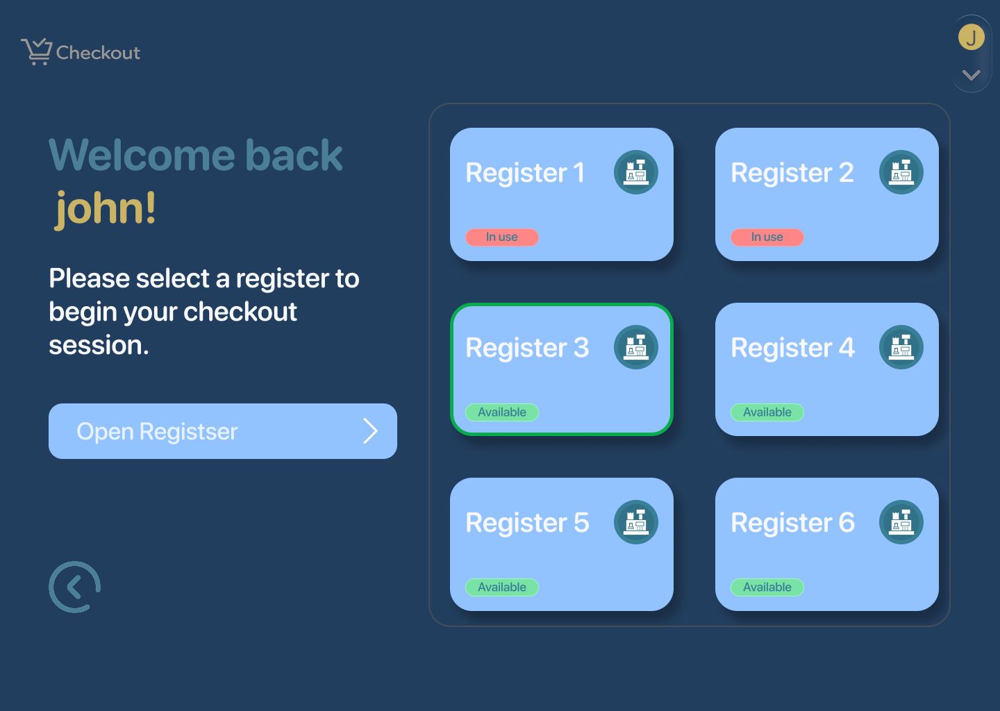 Checkout
J
Welcome back
john!
Please select a register to
begin your checkout
session.
Open Registser
Register 1
In use
Register 2
In use
Register 3
Available
Register 4
Available
Register 5
Available
Register 6
Available